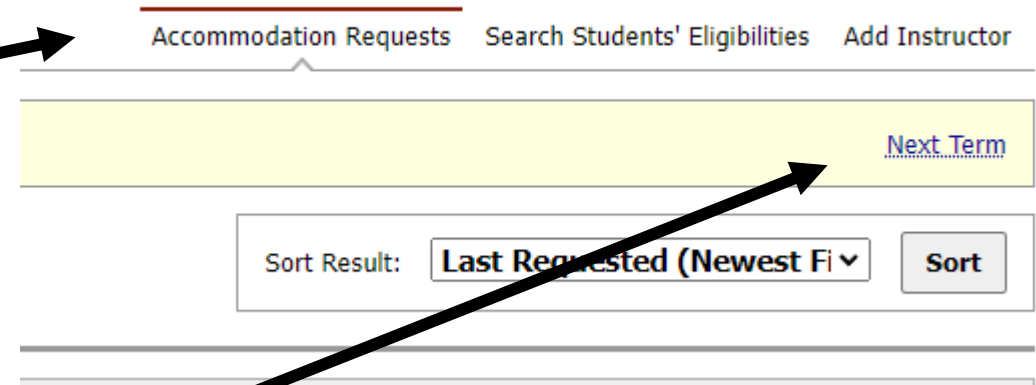 Accommodation Requests Search Students' Eligibilities Add Instructor
Next Term
Sort Result: Last Requested (Newest Fi Sort